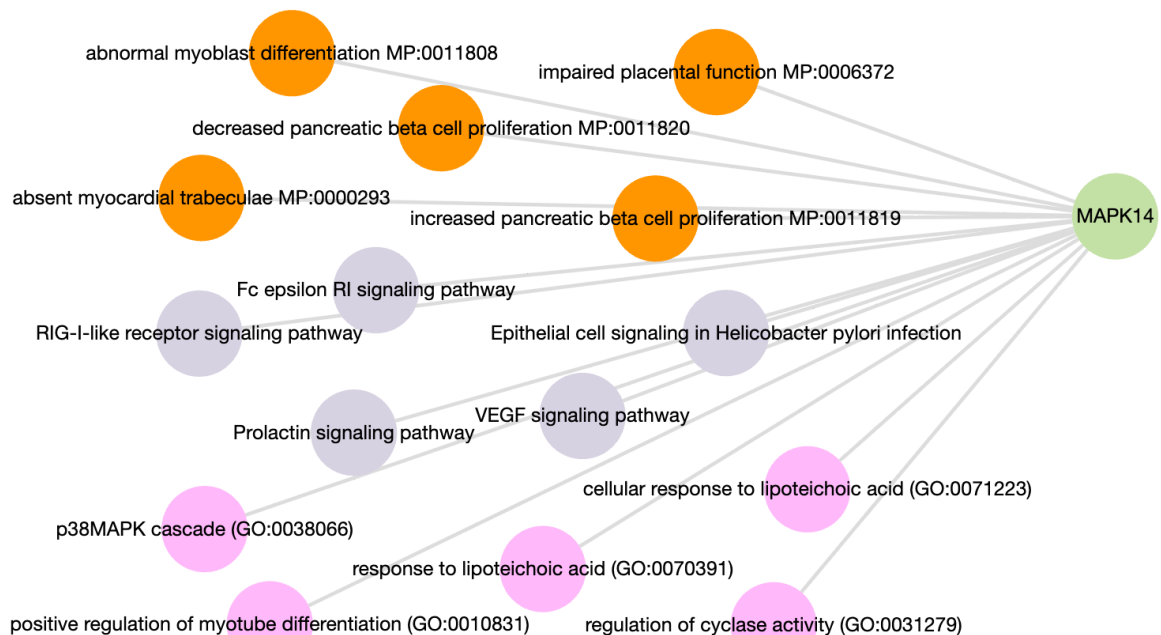 abnormal myoblast differentiation MP:0011808
impaired placental function MP:0006372
decreased pancreatic beta cell proliferation MP:0011820
absent myocardial trabeculae MP:0000293
increased pancreatic beta cell proliferation MP:0011819
MAPK14
Fc epsilon RI signaling pathway
RIG-I-like receptor signaling pathway
Epithelial cell signaling in Helicobacter pylori infection
VEGF signaling pathway
Prolactin signaling pathway
cellular response to lipoteichoic acid (GO:0071223)
p38MAPK cascade (GO:0038066)
response to lipoteichoic acid (GO:0070391)
positive regulation of myotube differentiation (GO:0010831)
regulation of cyclase activity (GO:0031279)